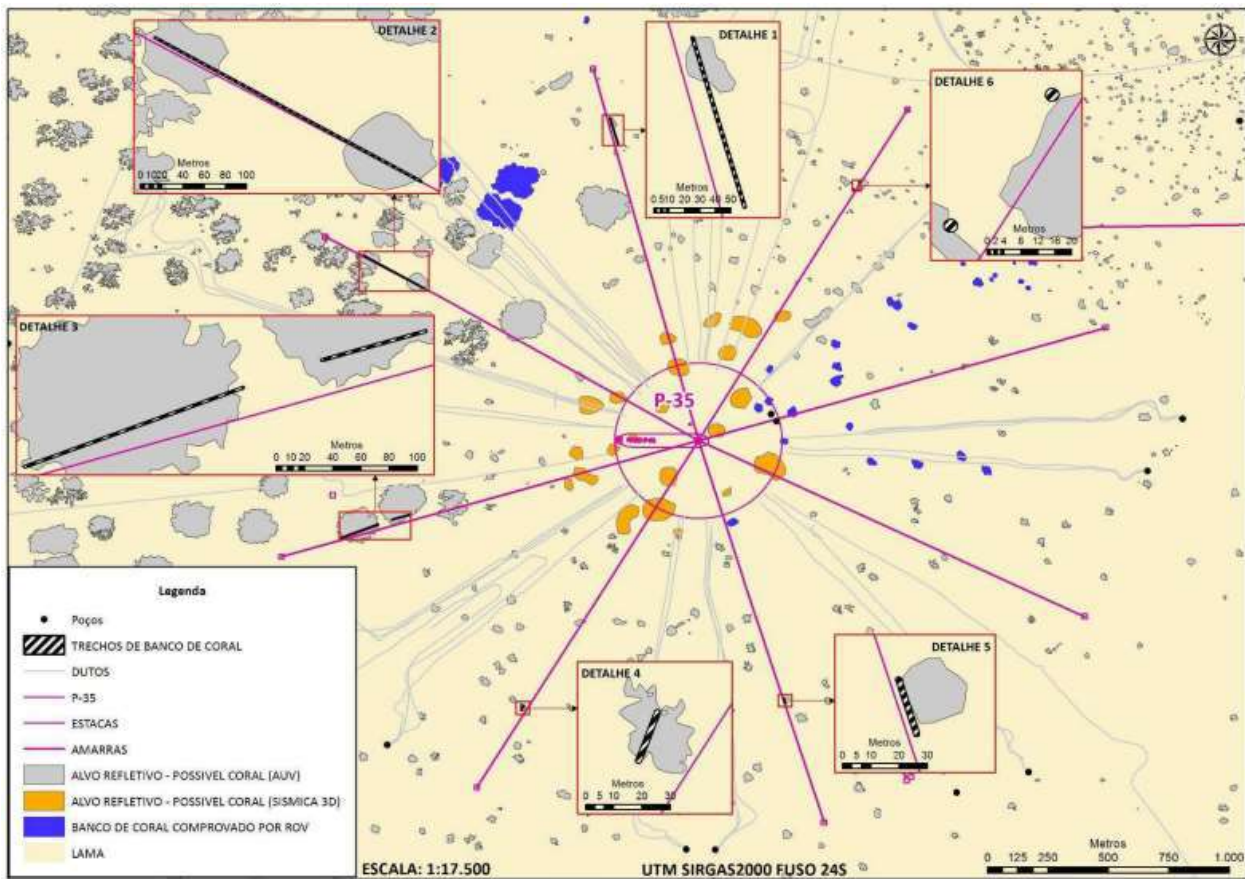 DETALHE 2
Metros
0 10 20 40 60 80 100
DETALHE 1
Metros
0 5 10 20 30 40 50
DETALHE 6
Metros
0 2 4 8 12 16 20
N
DETALHE 3
Metros
0 10 20 40 60 80 100
P-35
DETALHE 4
Metros
0 5 10 20 30
DETALHE 5
Metros
0 5 10 20 30
Legenda
Poços
TRECHOS DE BANCO DE CORAL
DUTOS
P-35
ESTACAS
AMARRAS
ALVO REFLETIVO - POSSIVEL CORAL (AUV)
ALVO REFLETIVO - POSSIVEL CORAL (SISMICA 3D)
BANCO DE CORAL COMPROVADO POR ROV
LAMA
ESCALA: 1:17.500
UTM SIRGAS2000 FUSO 24S
Metros
0 125 250 500 750 1.000